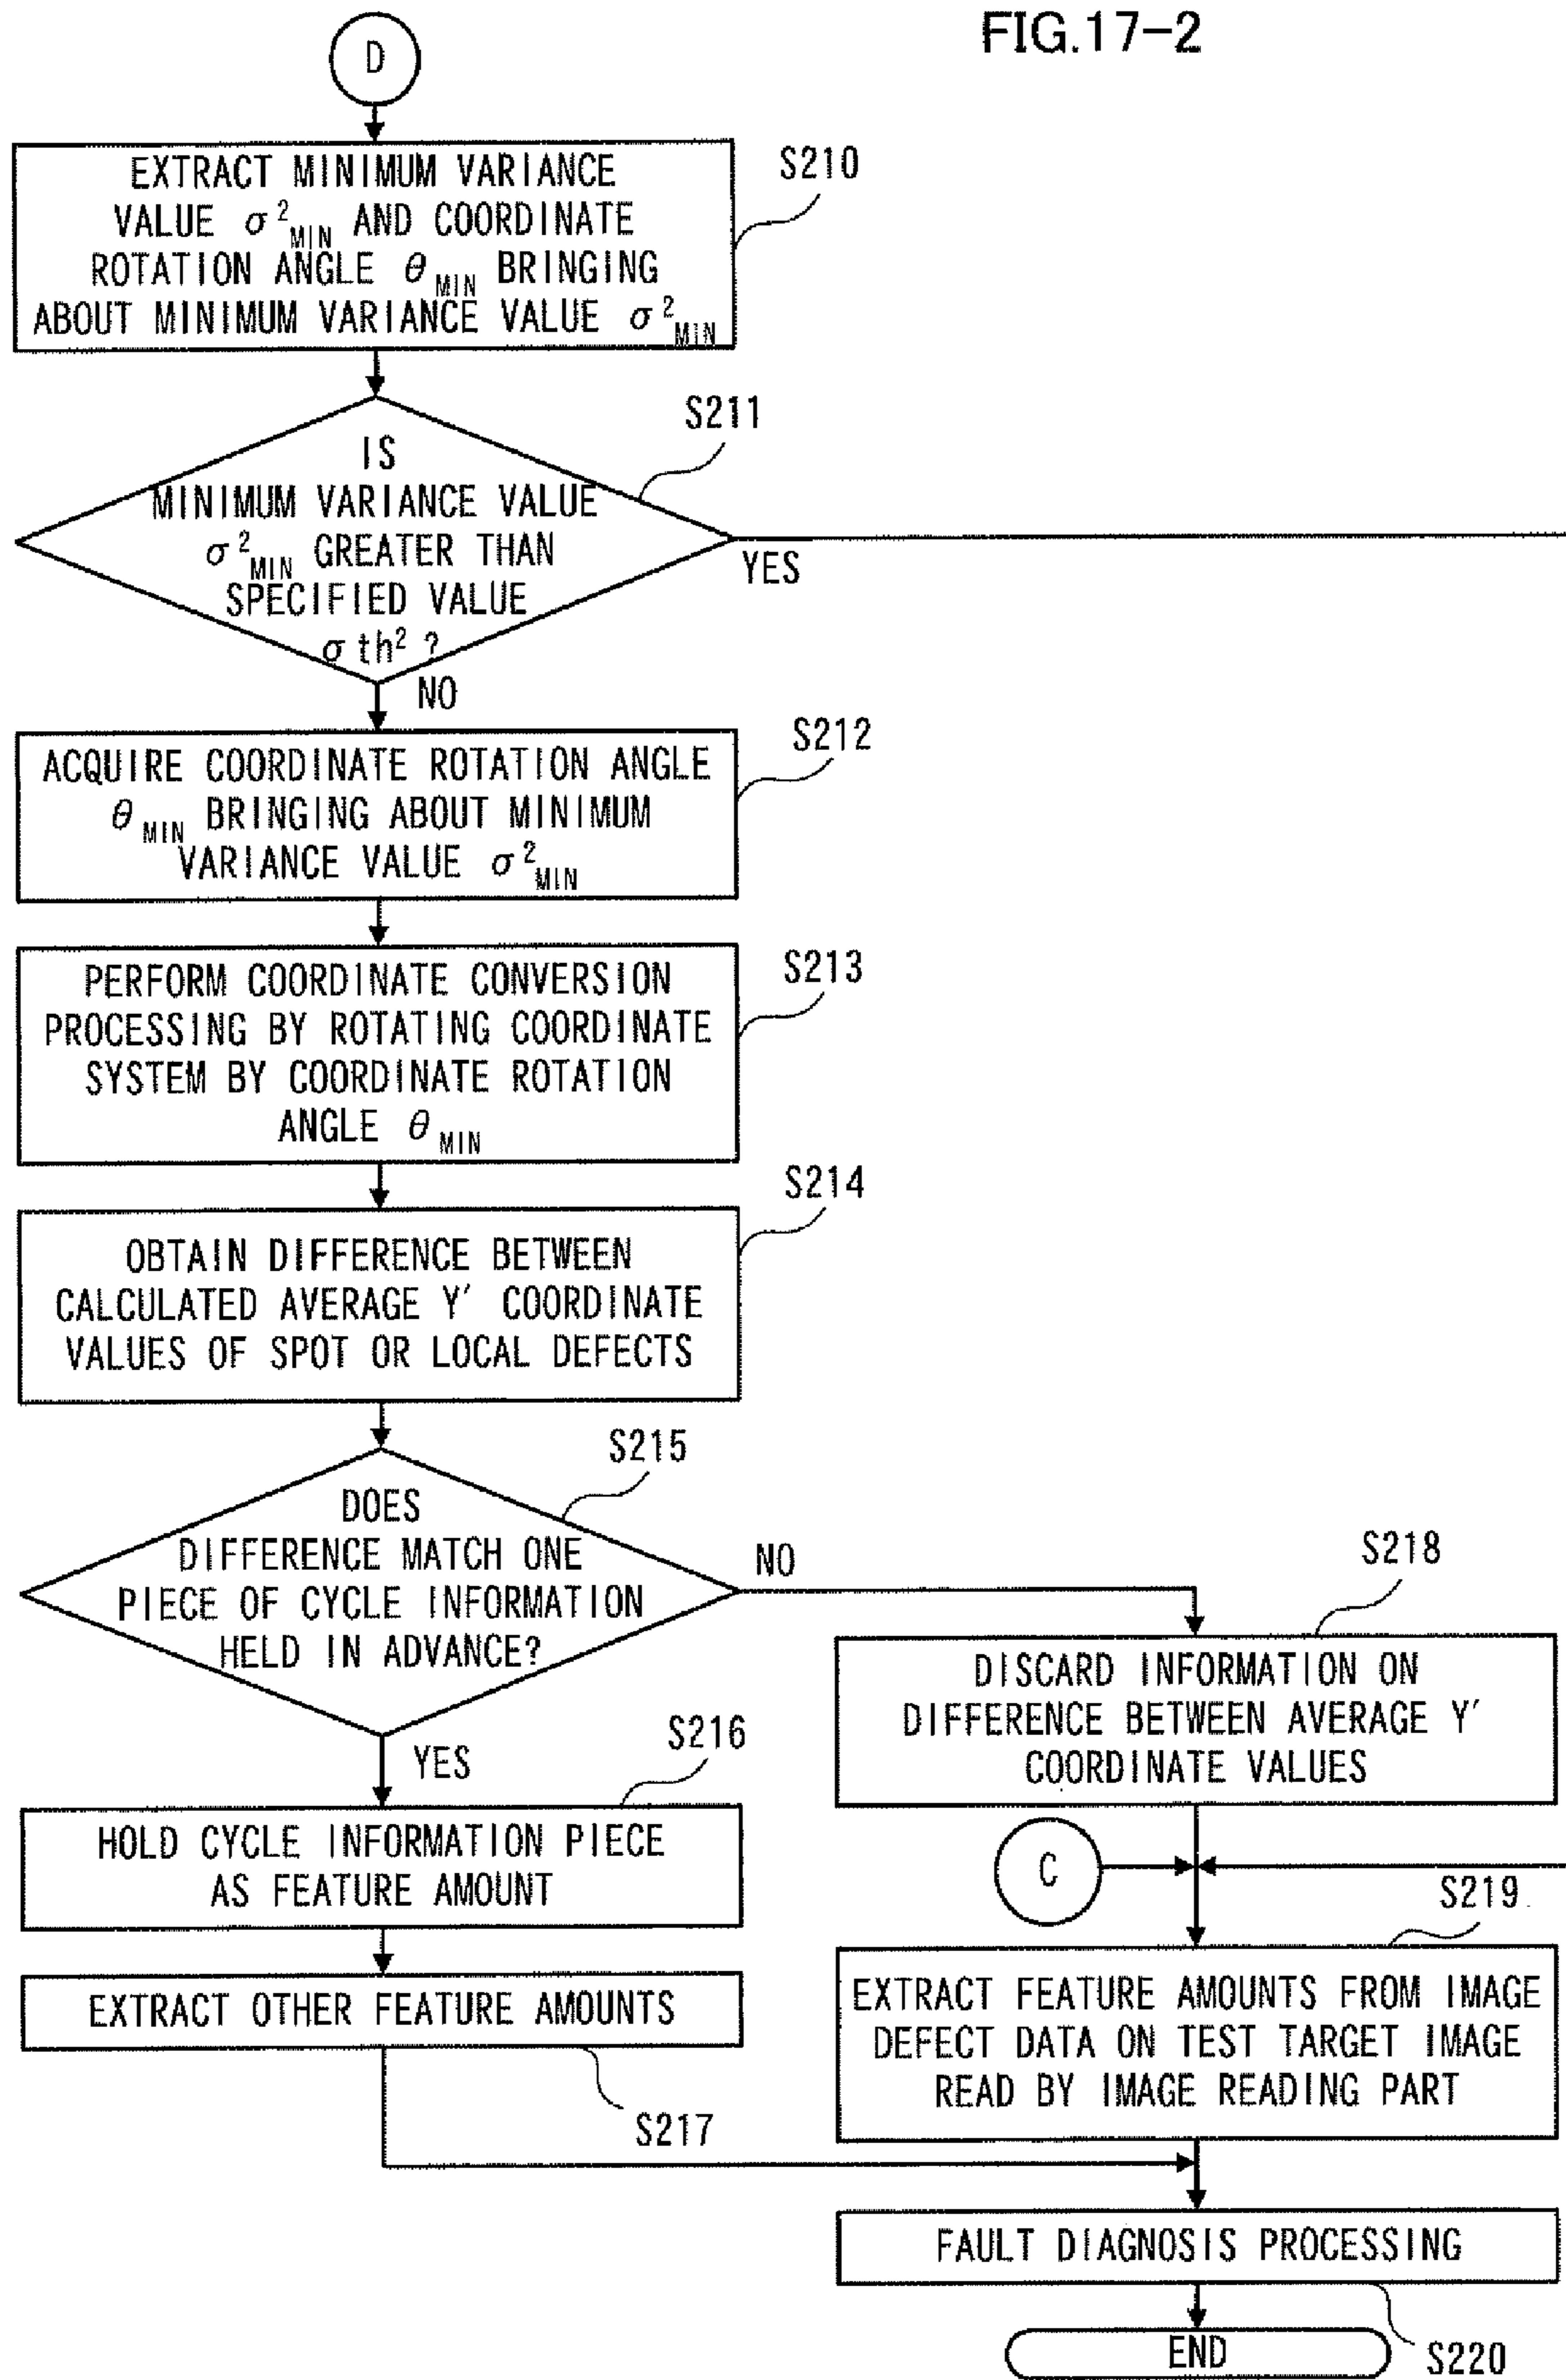 FIG.17-2
D
EXTRACT MINIMUM VARIANCE
VALUE σ²MIN AND COORDINATE
ROTATION ANGLE θMIN BRINGING
ABOUT MINIMUM VARIANCE VALUE σ²MIN
S210
IS
MINIMUM VARIANCE VALUE
σ²MIN GREATER THAN
SPECIFIED VALUE
σth² ?
S211
YES
NO
ACQUIRE COORDINATE ROTATION ANGLE
θMIN BRINGING ABOUT MINIMUM
VARIANCE VALUE σ²MIN
S212
PERFORM COORDINATE CONVERSION
PROCESSING BY ROTATING COORDINATE
SYSTEM BY COORDINATE ROTATION
ANGLE θMIN
S213
OBTAIN DIFFERENCE BETWEEN
CALCULATED AVERAGE Y' COORDINATE
VALUES OF SPOT OR LOCAL DEFECTS
S214
DOES
DIFFERENCE MATCH ONE
PIECE OF CYCLE INFORMATION
HELD IN ADVANCE?
S215
NO
YES
DISCARD INFORMATION ON
DIFFERENCE BETWEEN AVERAGE Y'
COORDINATE VALUES
S218
HOLD CYCLE INFORMATION PIECE
AS FEATURE AMOUNT
S216
C
EXTRACT OTHER FEATURE AMOUNTS
S217
EXTRACT FEATURE AMOUNTS FROM IMAGE
DEFECT DATA ON TEST TARGET IMAGE
READ BY IMAGE READING PART
S219
FAULT DIAGNOSIS PROCESSING
S220
END